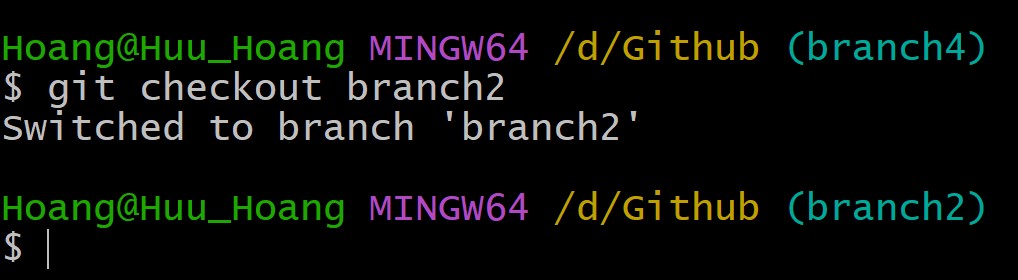 Hoang@Huu_Hoang MINGW64 /d/Github (branch4)
$ git checkout branch2
Switched to branch 'branch2'
Hoang@Huu_Hoang MINGW64 /d/Github (branch2)
$